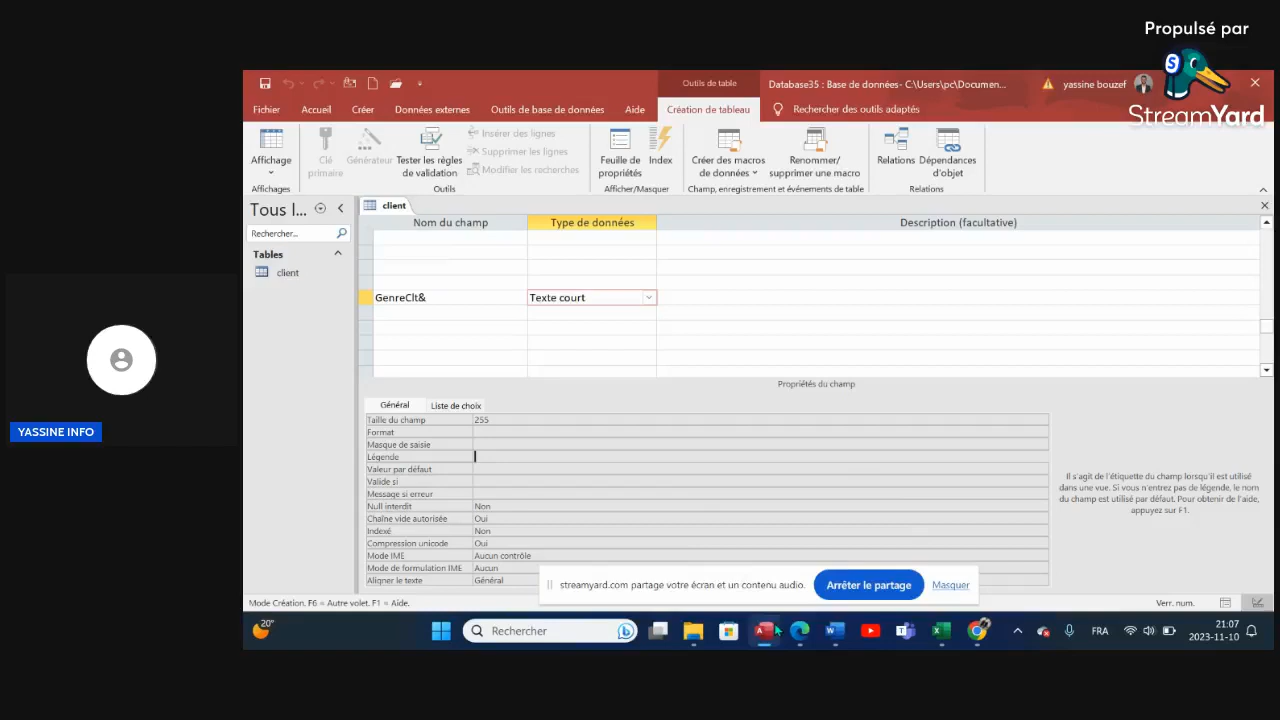 Propulsé par
StreamYard
Outils de table
Database35 : Base de données- C:\Users\pc\Documen...
yassine bouzef
Fichier
Accueil
Créer
Données externes
Outils de base de données
Aide
Création de tableau
Rechercher des outils adaptés
Affichage
Clé primaire
Générateur
Tester les règles de validation
Insérer des lignes
Supprimer les lignes
Modifier les recherches
Feuille de propriétés
Index
Créer des macros de données
Renommer/ supprimer une macro
Relations
Dépendances d'objet
Affichages
Outils
Afficher/Masquer
Champ, enregistrement et événements de table
Relations
Tous l...
Rechercher...
Tables
client
client
Nom du champ
Type de données
Description (facultative)
GenreClt&
Texte court
Propriétés du champ
Général
Liste de choix
Taille du champ 255
Format
Masque de saisie
Légende
Valeur par défaut
Valide si
Message si erreur
Null interdit Non
Chaîne vide autorisée Oui
Indexé Non
Compression unicode Oui
Mode IME Aucun contrôle
Mode de formulation IME Aucun
Aligner le texte Général
Il s'agit de l'étiquette du champ lorsqu'il est utilisé
dans une vue. Si vous n'entrez pas de légende, le nom
du champ est utilisé par défaut. Pour obtenir de l'aide,
appuyez sur F1.
streamyard.com partage votre écran et un contenu audio.
Arrêter le partage
Masquer
Mode Création. F6 = Autre volet. F1 = Aide.
Verr. num.
YASSINE INFO
20°
Rechercher
FRA
21:07
2023-11-10